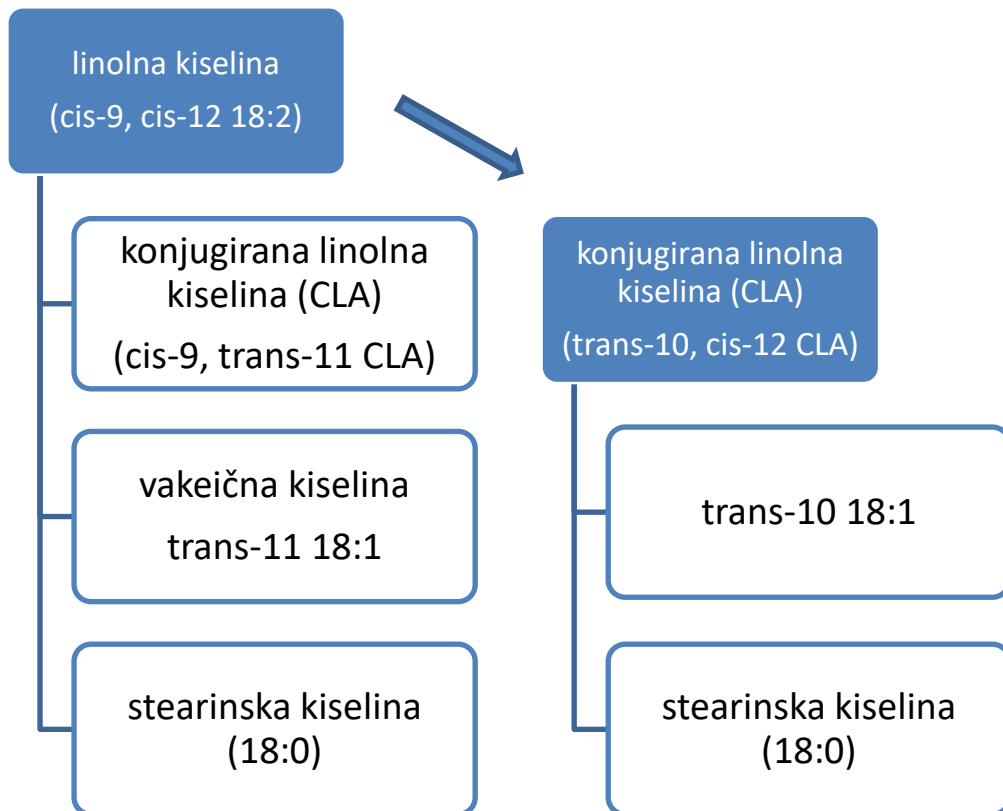 linolna kiselina
(cis-9, cis-12 18:2)
konjugirana linolna
kiselina (CLA)
(cis-9, trans-11 CLA)
vakeična kiselina
trans-11 18:1
stearinska kiselina
(18:0)
konjugirana linolna
kiselina (CLA)
(trans-10, cis-12 CLA)
trans-10 18:1
stearinska kiselina
(18:0)